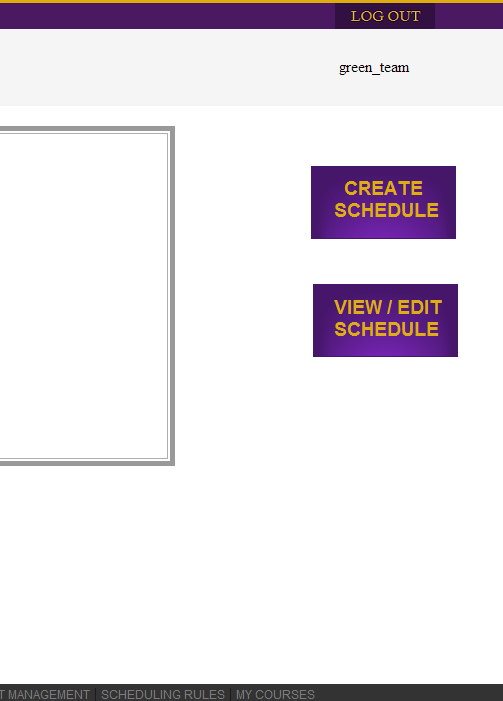 LOG OUT
green_team
CREATE
SCHEDULE
VIEW / EDIT
SCHEDULE
T MANAGEMENT | SCHEDULING RULES | MY COURSES